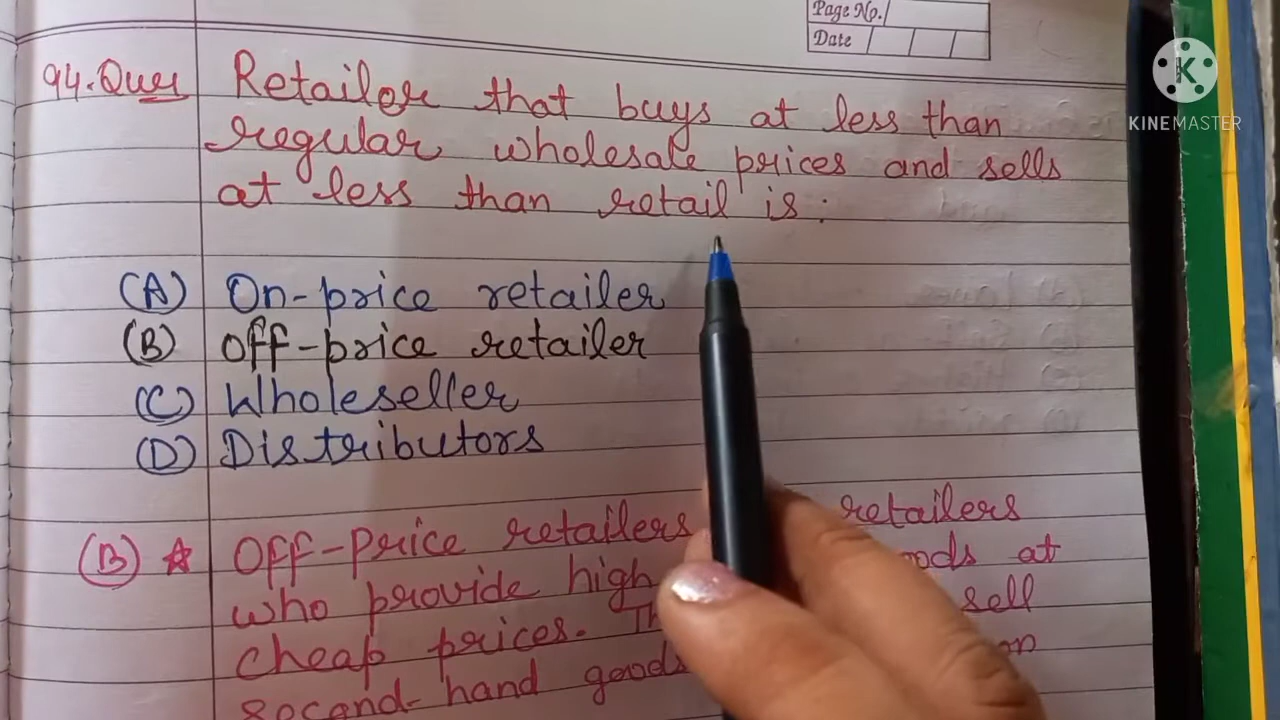 Page No.
Date
K
KINEMASTER
94. Ques Retailer that buys at less than
regular wholesale prices and sells
at less than retail is:
(A) On-price retailer
(B) Off-price retailer
(C) Wholeseller
(D) Distributors
(B) ☆ Off-price retailers retailers
who provide high goods at
cheap prices. sell
second-hand goods